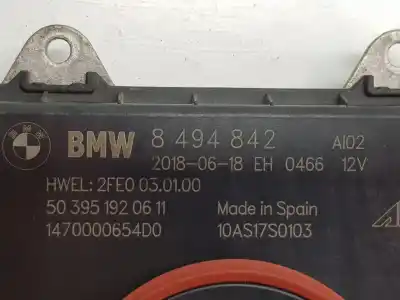 BMW 8 494 842 AI02
2018-06-18 EH 0466 12V
HWEL: 2FE0 03.01.00
50 395 192 06 11 Made in Spain
1470000654D0 10AS17S0103